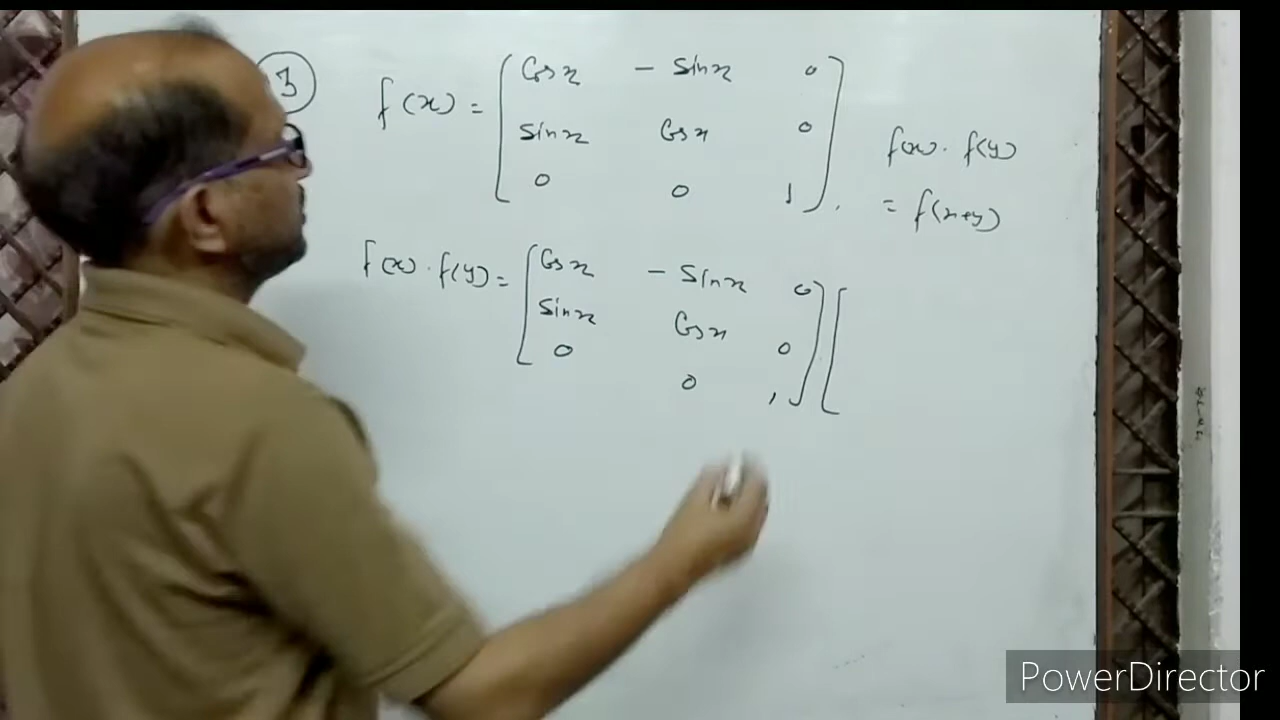 3
f(x) = [ Cos x - Sin x 0
Sin x Cos x 0
0 0 1 ].
f(x). f(y)
= f(x+y)
f(x). f(y) = [ Cos x - Sin x 0
Sin x Cos x 0
0 0 1 ] [
PowerDirector